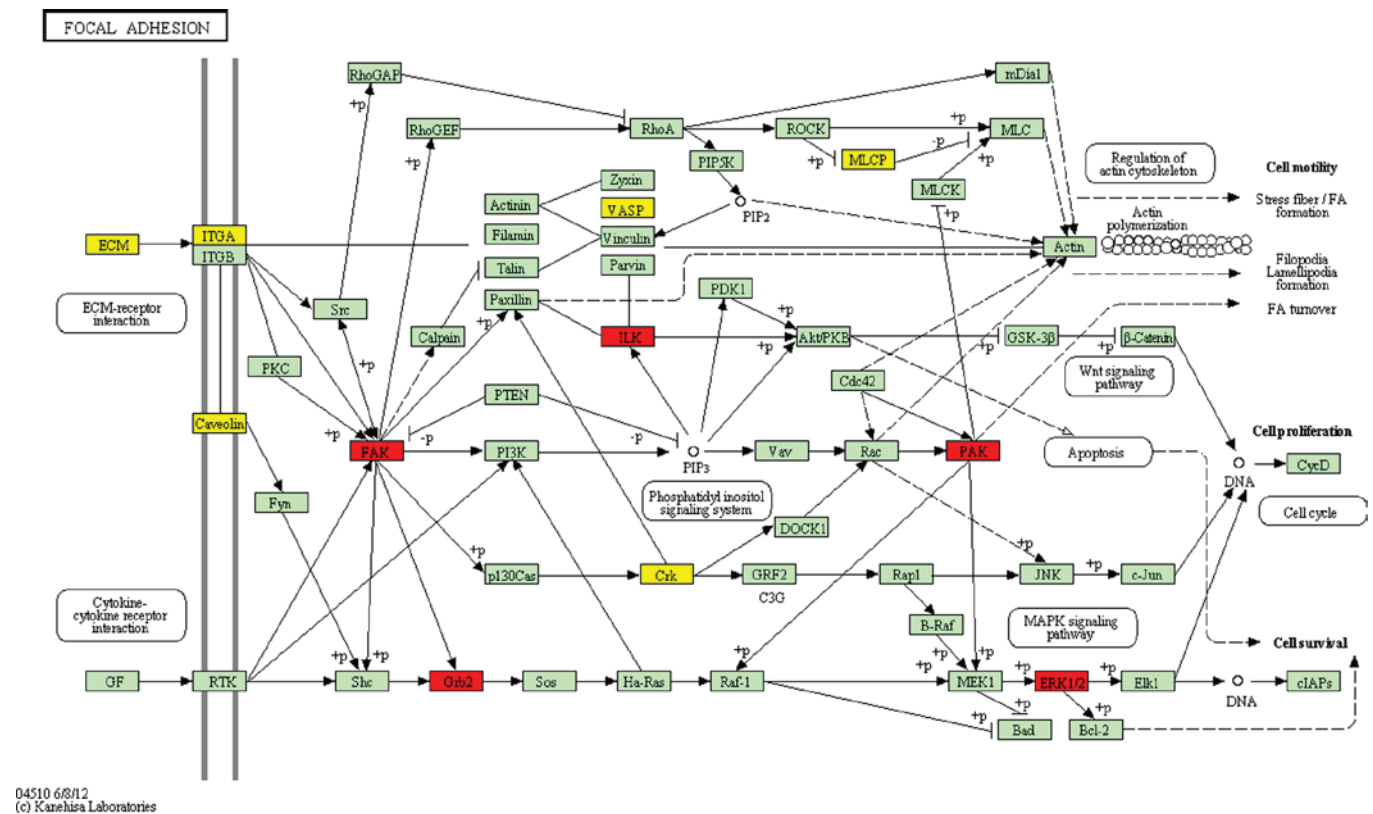 FOCAL ADHESION
RhoGAP
mDia1
+p
RhoGEF
RhoA
ROCK
+p
MLC
+p
PIP5K
+p
MLCP
-p
+p
MLCK
+p
Regulation of
actin cytoskeleton
Cell motility
Stress fiber / FA
formation
Zyxin
Actinin
VASP
PIP2
Actin
polymerization
ECM
ITGA
ITGB
Filamin
Vinculin
Actin
Talin
Parvin
Filopodia
Lamellipodia
formation
ECM-receptor
interaction
Src
Paxillin
PDK1
FA turnover
+p
Calpain
+p
ILK
+p
+p
Akt/PKB
+p
GSK-3β
+p
β-Catenin
PKC
+p
Cdc42
Wnt signaling
pathway
PTEN
Caveolin
+p
FAK
-p
PI3K
-p
PIP3
Vav
Rac
PAK
Apoptosis
Cell proliferation
DNA
CycD
Fyn
Phosphatidyl inositol
signaling system
DOCK1
Cell cycle
+p
p130Cas
Crk
GRF2
C3G
Rap1
+p
JNK
+p
c-Jun
Cytokine-
cytokine receptor
interaction
B-Raf
MAPK signaling
pathway
+p
+p
+p
+p
+p
+p
+p
+p
Cell survival
GF
RTK
Shc
Grb2
Sos
Ha-Ras
Raf-1
MEK1
ERK1/2
Elk1
DNA
cIAPs
+p
+p
+p
Bad
Bcl-2
04510 6/8/12
(c) Kanehisa Laboratories